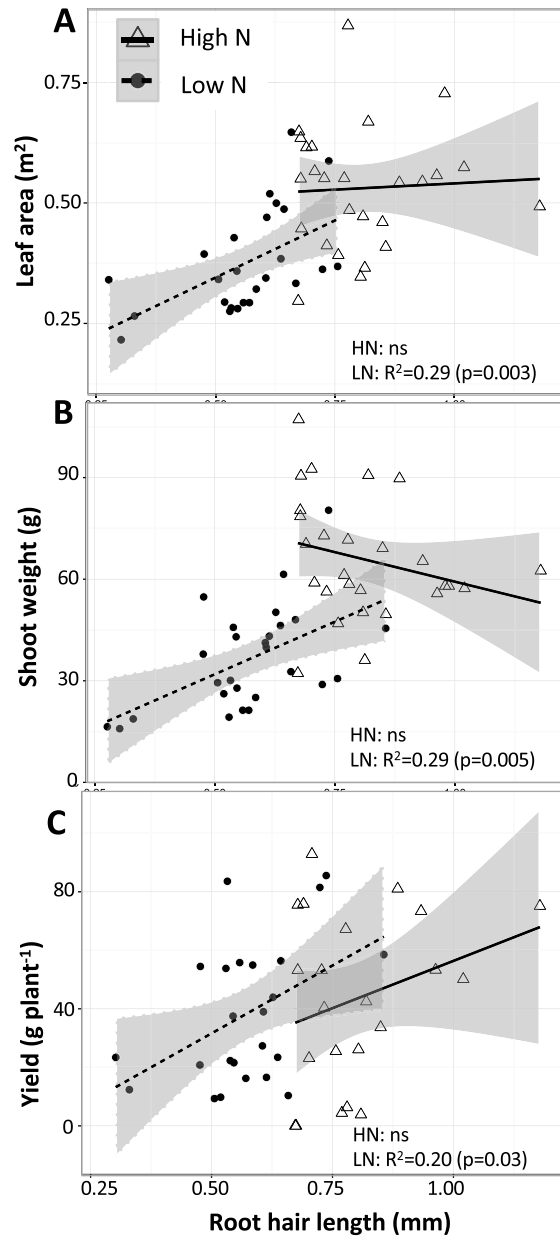 A
High N
Low N
0.75
0.50
0.25
Leaf area (m²)
HN: ns
LN: R²=0.29 (p=0.003)
B
90
60
30
0
Shoot weight (g)
HN: ns
LN: R²=0.29 (p=0.005)
C
80
40
0
Yield (g plant⁻¹)
HN: ns
LN: R²=0.20 (p=0.03)
0.25 0.50 0.75 1.00
Root hair length (mm)